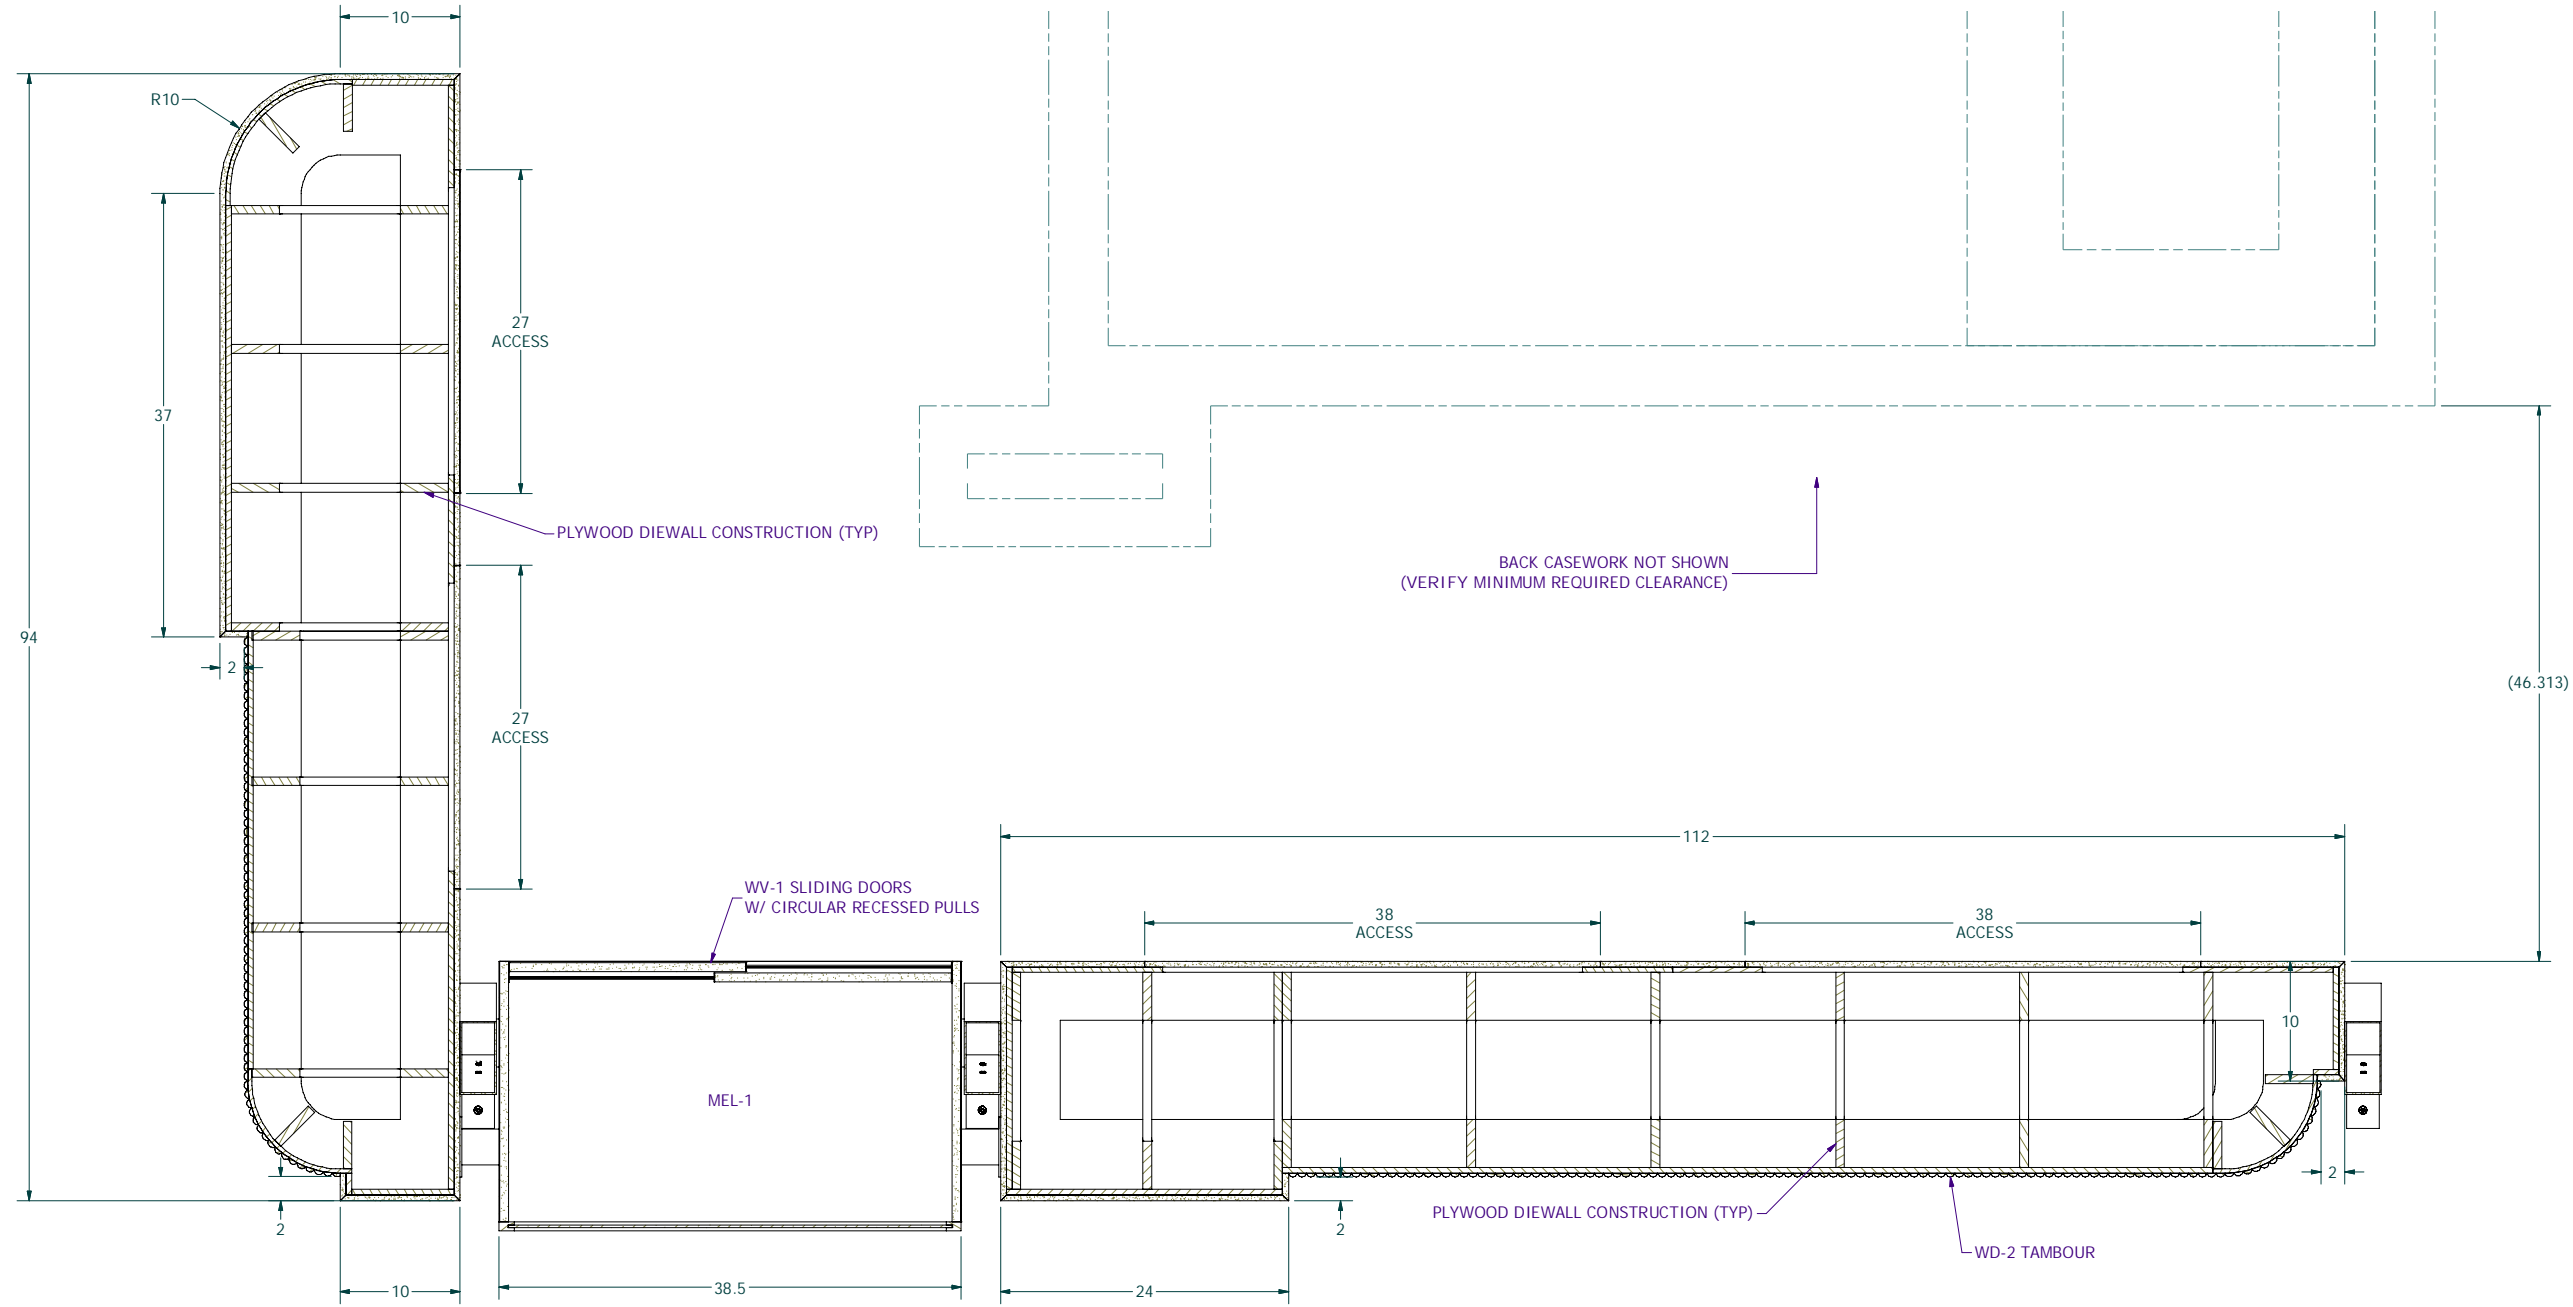 10
R10
27
ACCESS
37
PLYWOOD DIEWALL CONSTRUCTION (TYP)
BACK CASEWORK NOT SHOWN
(VERIFY MINIMUM REQUIRED CLEARANCE)
94
2
(46.313)
27
ACCESS
112
WV-1 SLIDING DOORS
W/ CIRCULAR RECESSED PULLS
38
ACCESS
38
ACCESS
10
MEL-1
2
PLYWOOD DIEWALL CONSTRUCTION (TYP)
2
2
WD-2 TAMBOUR
10
38.5
24